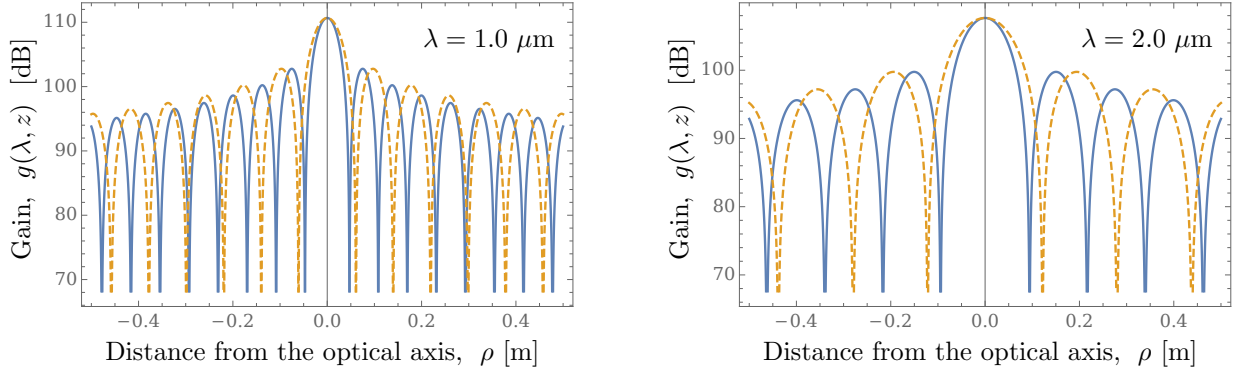 λ = 1.0 μm
Gain, g(λ, z) [dB]
110
100
90
80
70
−0.4 −0.2 0.0 0.2 0.4
Distance from the optical axis, ρ [m]
λ = 2.0 μm
Gain, g(λ, z) [dB]
100
90
80
70
−0.4 −0.2 0.0 0.2 0.4
Distance from the optical axis, ρ [m]